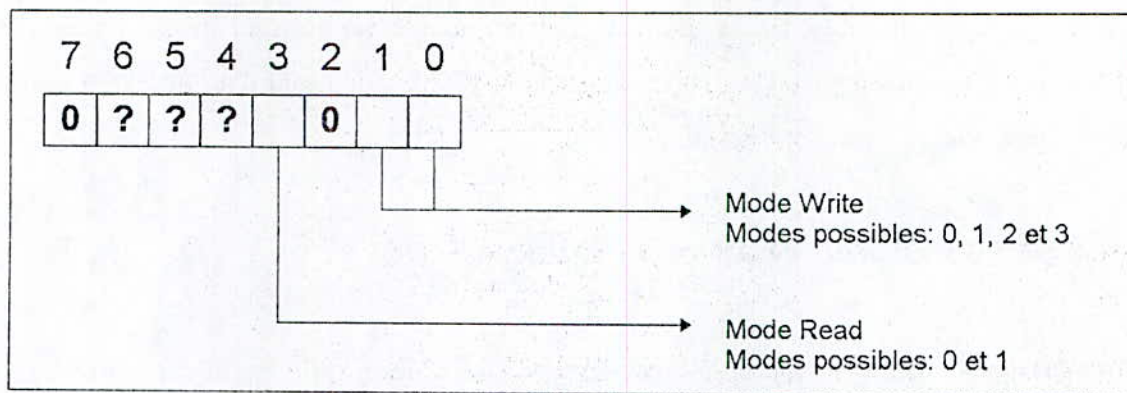 7 6 5 4 3 2 1 0
0 ? ? ? 0
Mode Write
Modes possibles: 0, 1, 2 et 3
Mode Read
Modes possibles: 0 et 1